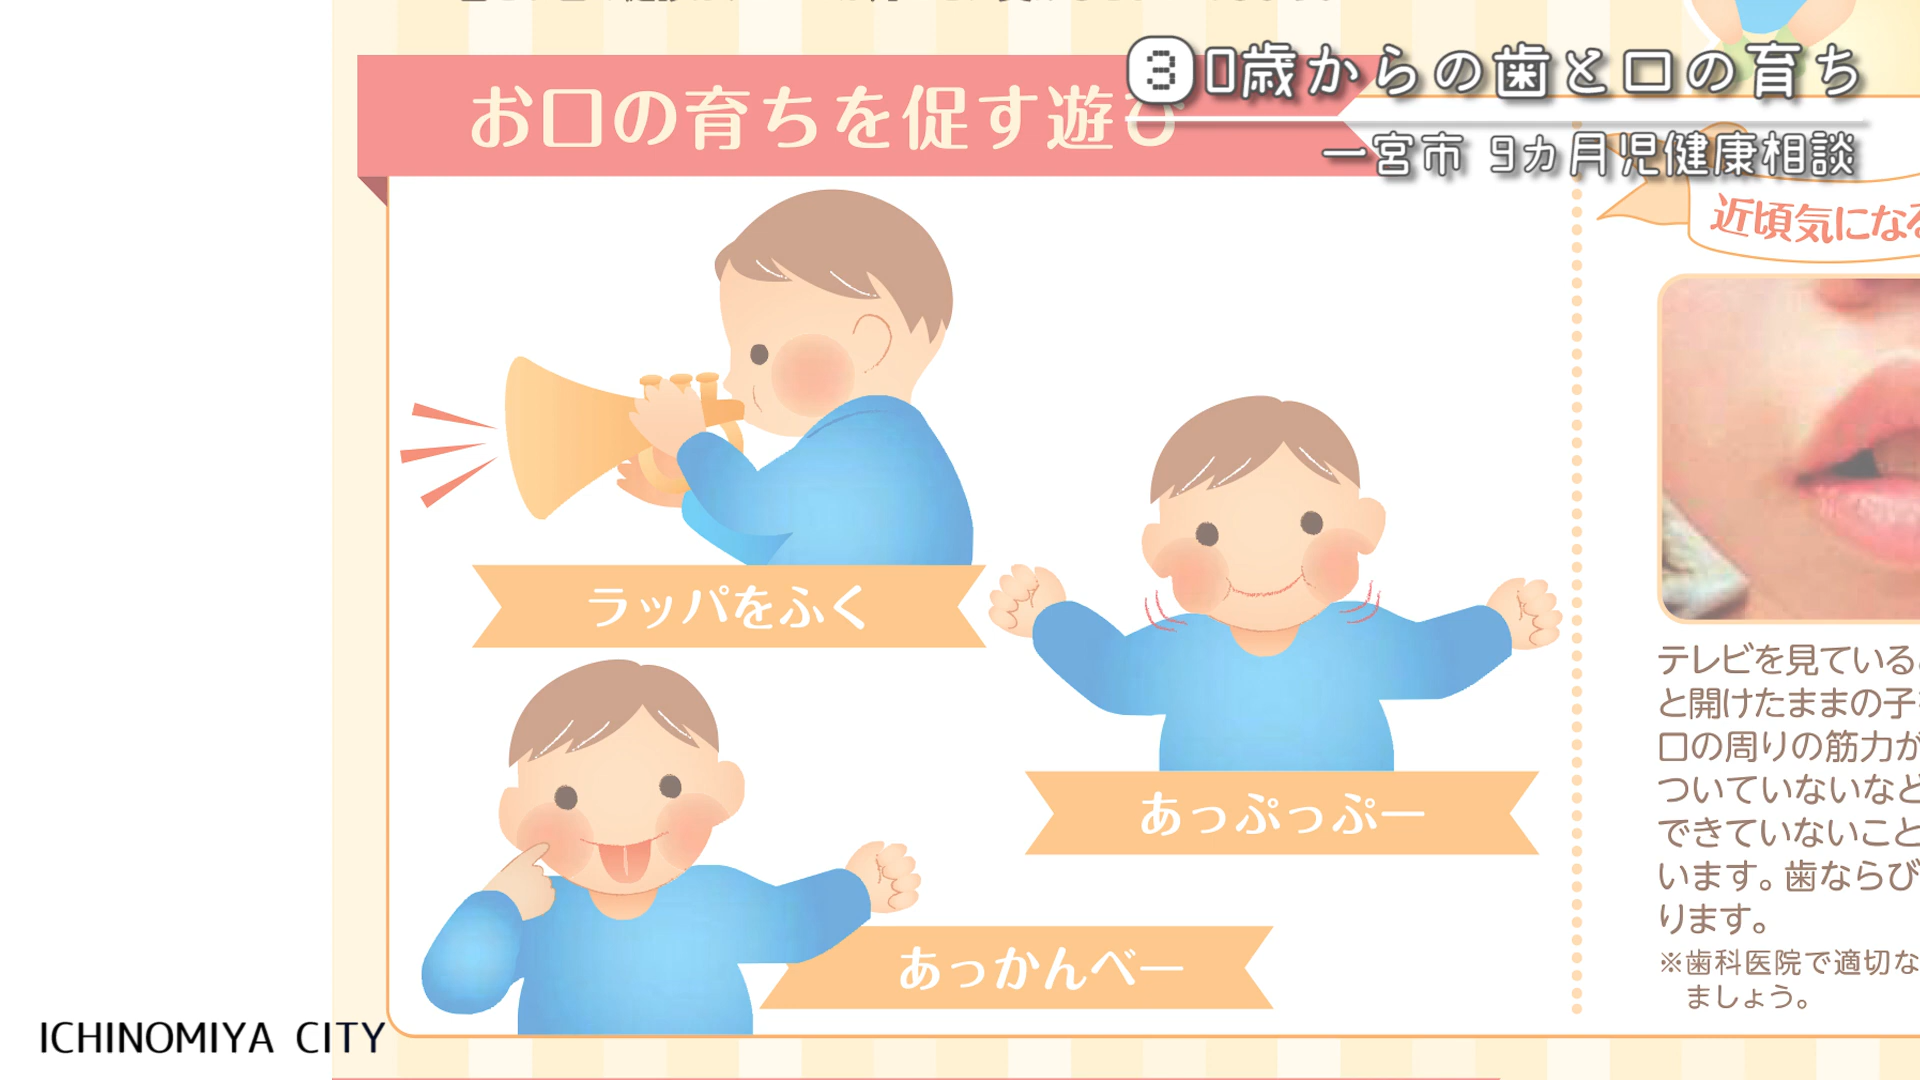 ③0歳からの歯と口の育ち
一宮市 9カ月児健康相談
お口の育ちを促す遊び
近頃気になる
ラッパをふく
あっぷっぷー
あっかんべー
テレビを見ている
と開けたままの子
口の周りの筋力が
ついていないなど
できていないこと
います。歯ならび
ります。
※歯科医院で適切な
ましょう。
ICHINOMIYA CITY